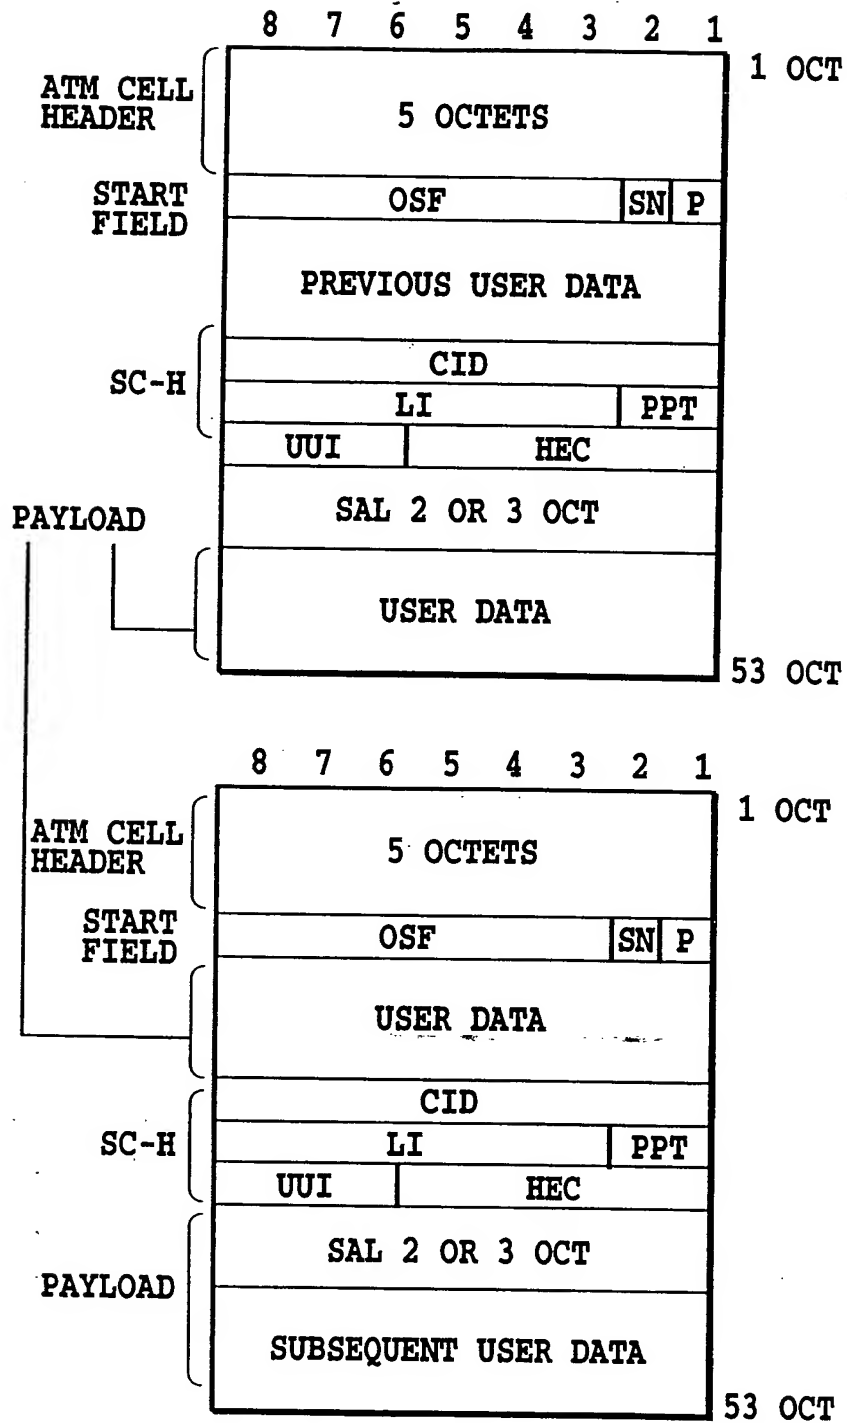 8 7 6 5 4 3 2 1
1 OCT
ATM CELL
HEADER
5 OCTETS
START
FIELD
OSF SN P
PREVIOUS USER DATA
SC-H
CID
LI PPT
UUI HEC
SAL 2 OR 3 OCT
PAYLOAD
USER DATA
53 OCT
8 7 6 5 4 3 2 1
1 OCT
ATM CELL
HEADER
5 OCTETS
START
FIELD
OSF SN P
USER DATA
SC-H
CID
LI PPT
UUI HEC
SAL 2 OR 3 OCT
PAYLOAD
SUBSEQUENT USER DATA
53 OCT